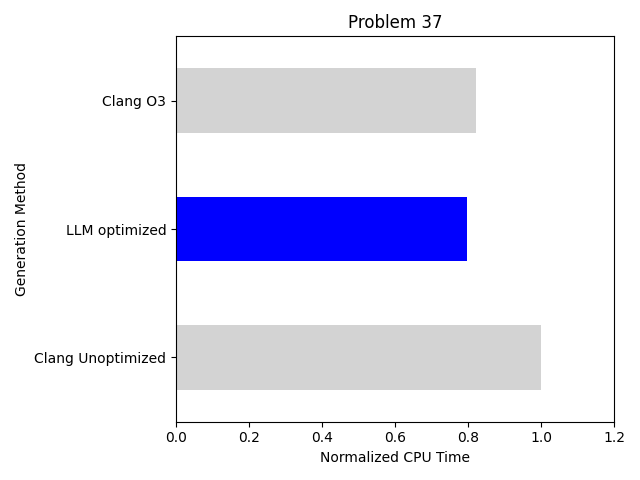 Problem 37
Generation Method
Clang O3
LLM optimized
Clang Unoptimized
0.0 0.2 0.4 0.6 0.8 1.0 1.2
Normalized CPU Time